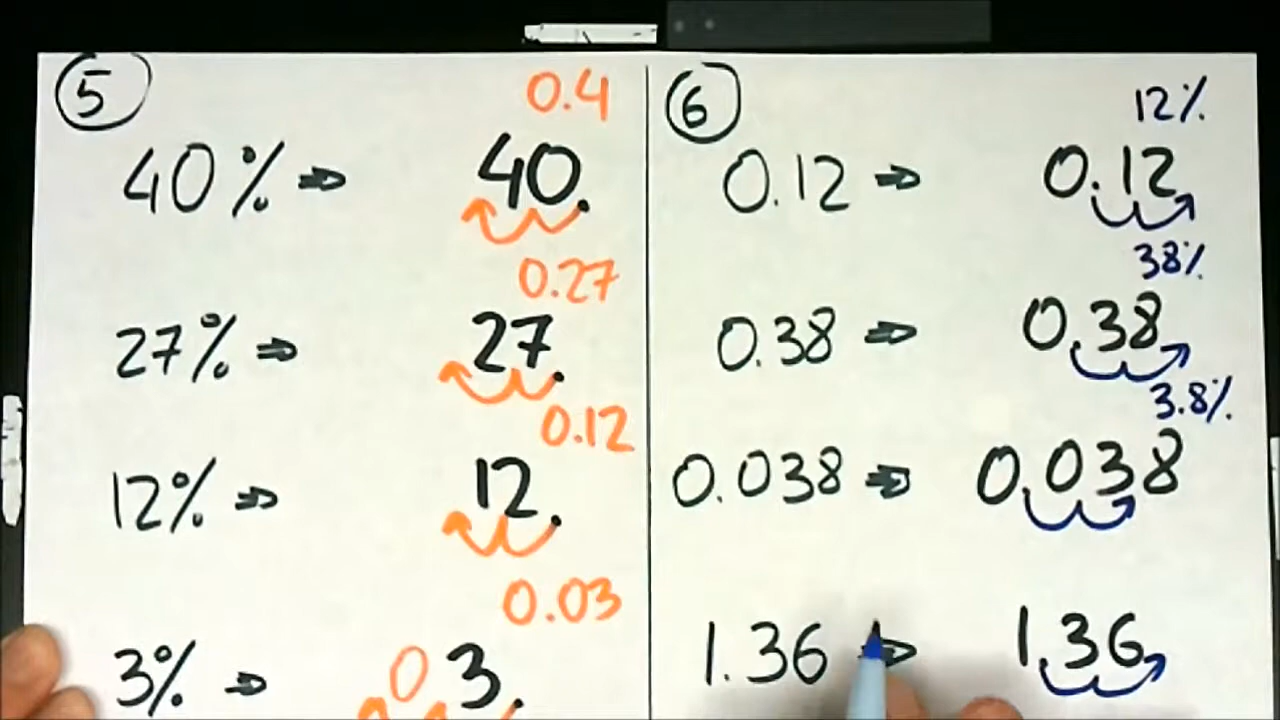 5
0.4
40% ⇒ 40.
0.27
27% ⇒ 27.
0.12
12% ⇒ 12.
0.03
3% ⇒ 03.
6
12%
0.12 ⇒ 0.12
38%
0.38 ⇒ 0.38
3.8%
0.038 ⇒ 0.038
1.36 ⇒ 1.36